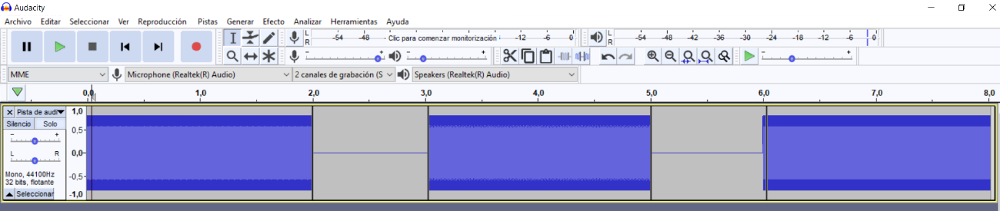 Audacity
Archivo Editar Seleccionar Ver Reproducción Pistas Generar Efecto Analizar Herramientas Ayuda
L R -54 -48 - Clic para comenzar monitorización -12 -6 0 L R -54 -48 -42 -36 -30 -24 -18 -12 -6 0
- + - + - +
MME Microphone (Realtek(R) Audio) 2 canales de grabación (S Speakers (Realtek(R) Audio)
0,0 1,0 2,0 3,0 4,0 5,0 6,0 7,0 8,0
X Pista de audi 1,0
Silencio Solo
0,5-
- +
0,0-
L R
Mono, 44100Hz
-0,5-
32 bits, flotante
Seleccionar -1,0